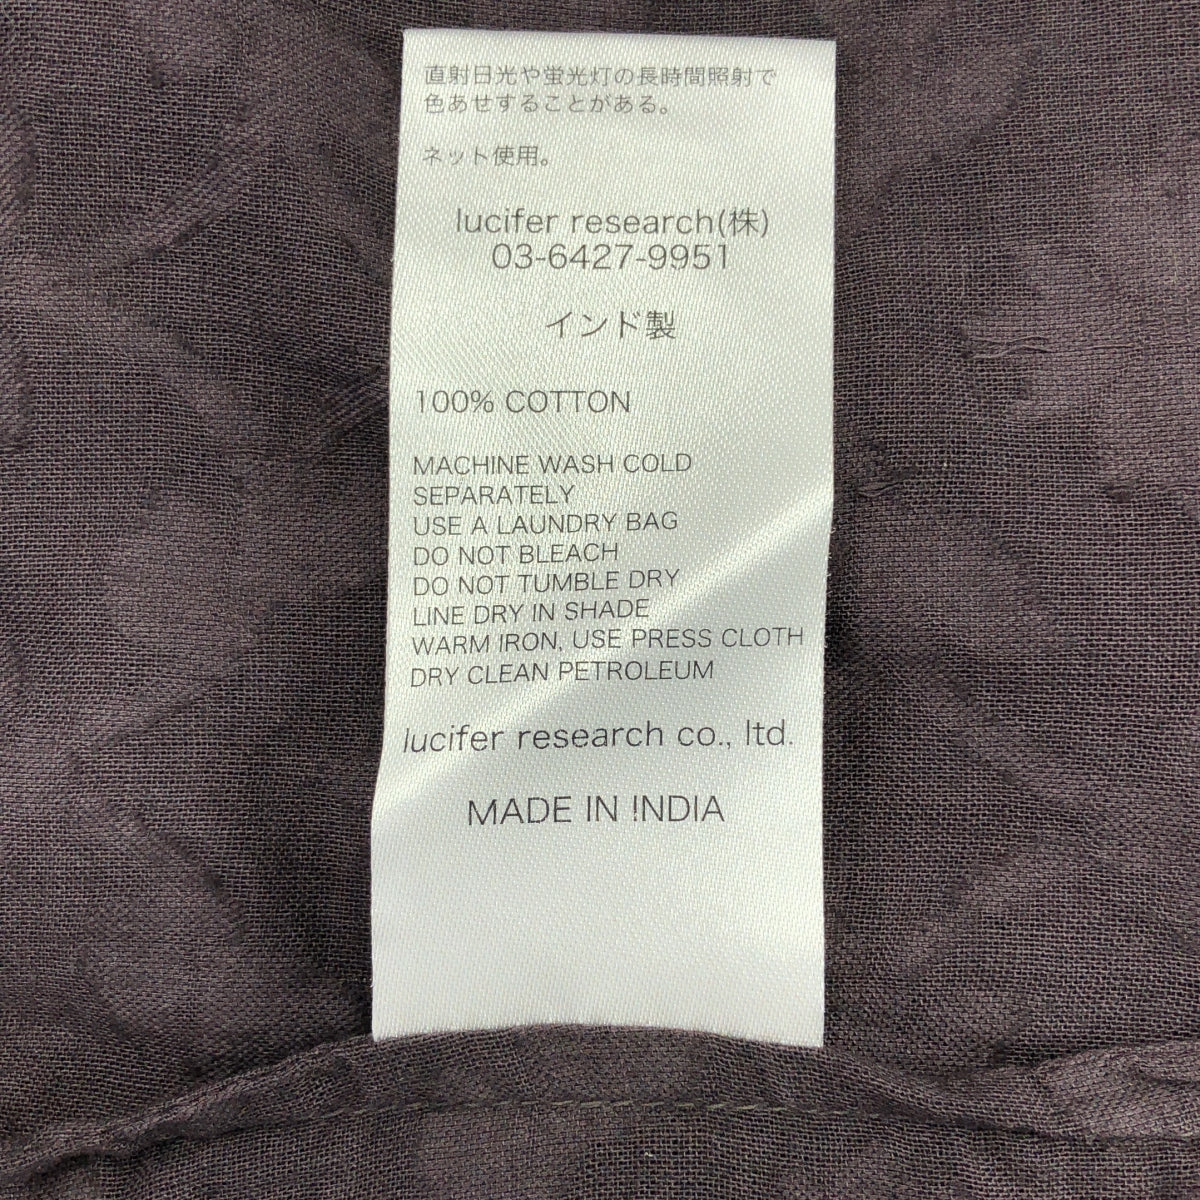 直射日光や蛍光灯の長時間照射で
色あせすることがある。
ネット使用。
lucifer research(株)
03-6427-9951
インド製
100% COTTON
MACHINE WASH COLD
SEPARATELY
USE A LAUNDRY BAG
DO NOT BLEACH
DO NOT TUMBLE DRY
LINE DRY IN SHADE
WARM IRON, USE PRESS CLOTH
DRY CLEAN PETROLEUM
lucifer research co., ltd.
MADE IN INDIA